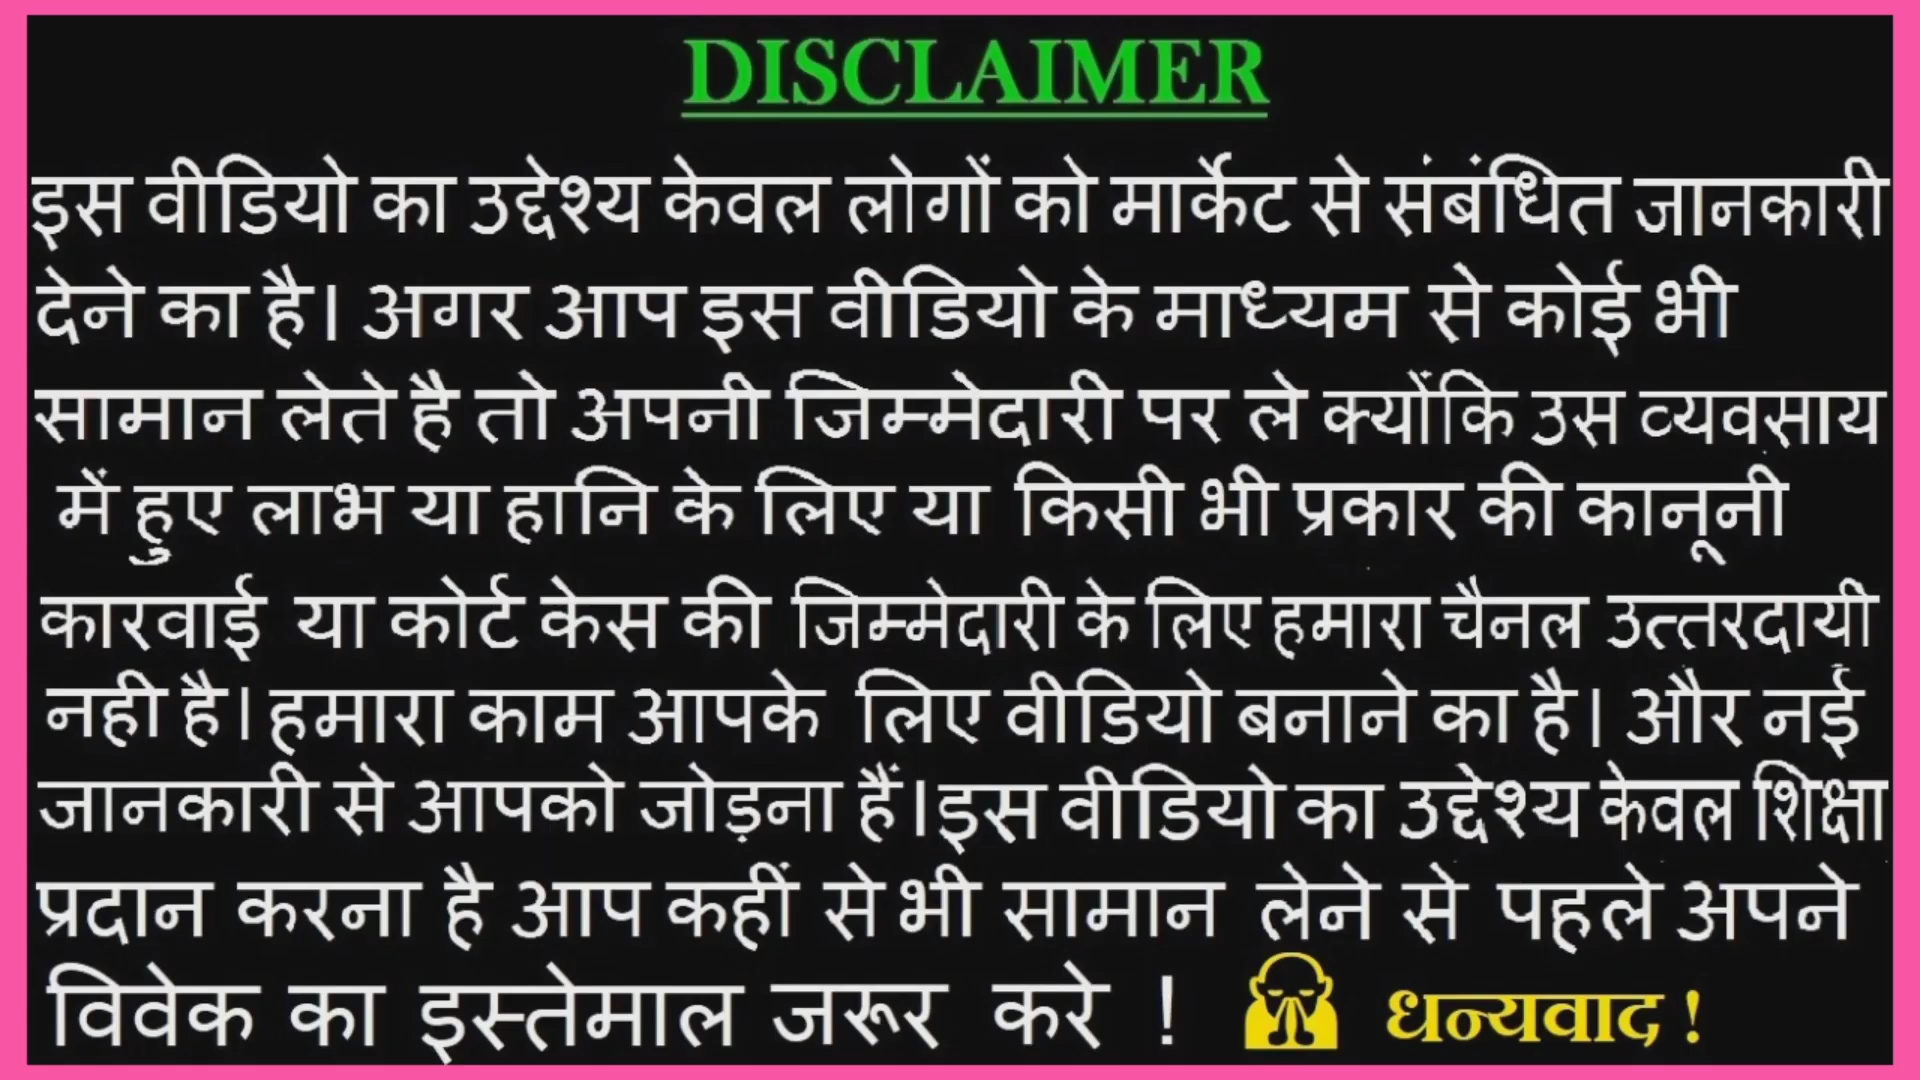 DISCLAIMER
इस वीडियो का उद्देश्य केवल लोगों को मार्केट से संबंधित जानकारी
देने का है। अगर आप इस वीडियो के माध्यम से कोई भी
सामान लेते है तो अपनी जिम्मेदारी पर ले क्योंकि उस व्यवसाय
में हुए लाभ या हानि के लिए या किसी भी प्रकार की कानूनी
कारवाई या कोर्ट केस की जिम्मेदारी के लिए हमारा चैनल उत्तरदायी
नही है। हमारा काम आपके लिए वीडियो बनाने का है। और नई
जानकारी से आपको जोड़ना हैं।इस वीडियो का उद्देश्य केवल शिक्षा
प्रदान करना है आप कहीं से भी सामान लेने से पहले अपने
विवेक का इस्तेमाल जरूर करे ! धन्यवाद !